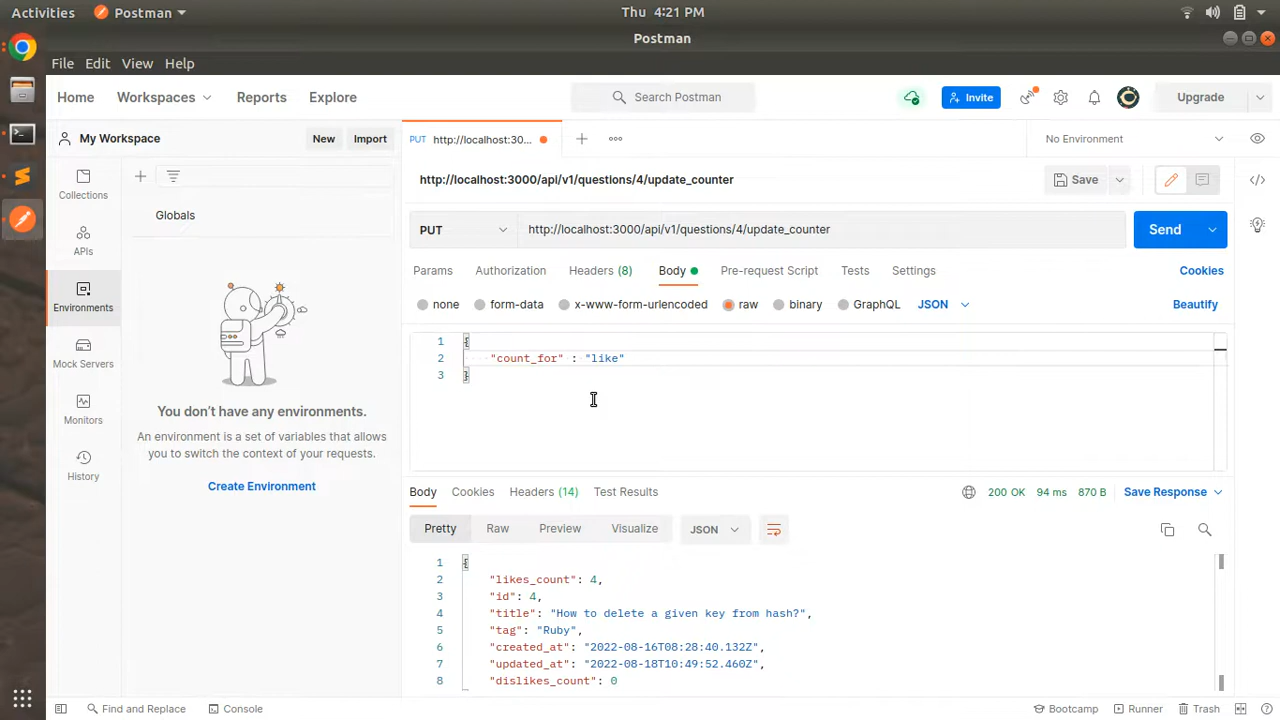 Activities Postman Thu 4:21 PM
Postman
File Edit View Help
Home Workspaces Reports Explore Search Postman Invite Upgrade
My Workspace New Import PUT http://localhost:30... No Environment
Collections
APIs
Environments
Mock Servers
Monitors
History
Globals
You don't have any environments.
An environment is a set of variables that allows
you to switch the context of your requests.
Create Environment
http://localhost:3000/api/v1/questions/4/update_counter Save
PUT http://localhost:3000/api/v1/questions/4/update_counter Send
Params Authorization Headers (8) Body Pre-request Script Tests Settings Cookies
none form-data x-www-form-urlencoded raw binary GraphQL JSON Beautify
1 {
2 "count_for" : "like"
3 }
Body Cookies Headers (14) Test Results 200 OK 94 ms 870 B Save Response
Pretty Raw Preview Visualize JSON
1 {
2 "likes_count": 4,
3 "id": 4,
4 "title": "How to delete a given key from hash?",
5 "tag": "Ruby",
6 "created_at": "2022-08-16T08:28:40.132Z",
7 "updated_at": "2022-08-18T10:49:52.460Z",
8 "dislikes_count": 0
Find and Replace Console Bootcamp Runner Trash